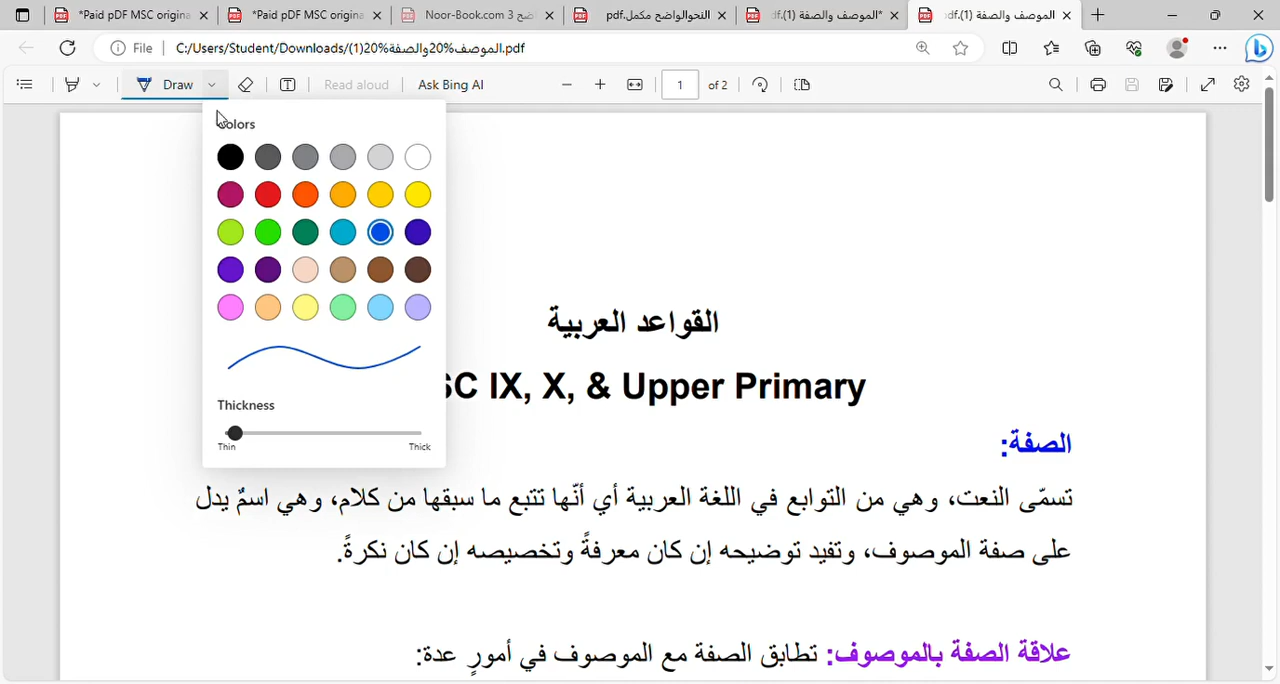 *Paid pDF MSC origina
*Paid pDF MSC origina
Noor-Book.com 3 ضح
النحوالواضح مكمل.pdf
*الموصف والصفة (1).df
الموصف والصفة (1).df
File
C:/Users/Student/Downloads/الموصف%20والصفة%20(1).pdf
Draw
Read aloud
Ask Bing AI
1
of 2
Colors
Thickness
Thin
Thick
القواعد العربية
SC IX, X, & Upper Primary
الصفة:
تسمّى النعت، وهي من التوابع في اللغة العربية أي أنّها تتبع ما سبقها من كلام، وهي اسمٌ يدل
على صفة الموصوف، وتفيد توضيحه إن كان معرفةً وتخصيصه إن كان نكرةً.
علاقة الصفة بالموصوف: تطابق الصفة مع الموصوف في أمورٍ عدة: